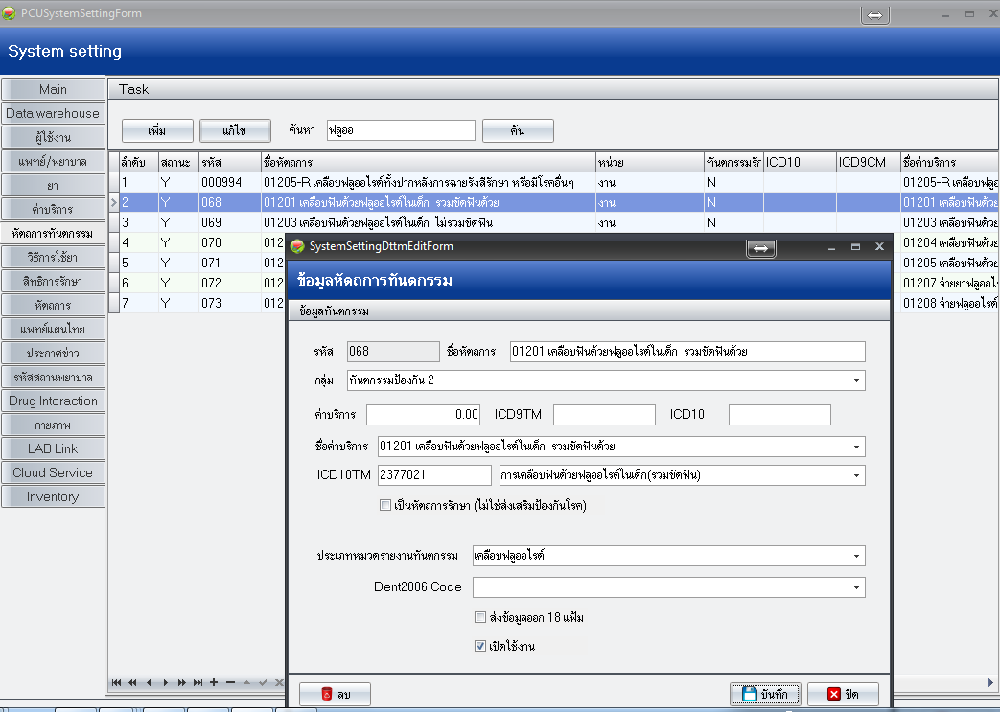 PCUSystemSettingForm
System setting
Main
Data warehouse
ผู้ใช้งาน
แพทย์/พยาบาล
ยา
ค่าบริการ
หัตถการทันตกรรม
วิธีการใช้ยา
สิทธิการรักษา
หัตถการ
แพทย์แผนไทย
ประกาศข่าว
รหัสสถานพยาบาล
Drug Interaction
กายภาพ
LAB Link
Cloud Service
Inventory
Task
เพิ่ม แก้ไข ค้นหา ฟลูออ ค้น
ลำดับ สถานะ รหัส ชื่อหัตถการ หน่วย ทันตกรรมรั ICD10 ICD9CM ชื่อค่าบริการ
1 Y 000994 01205-R เคลือบฟลูออไรด์ทั้งปากหลังการฉายรังสีรักษา หรือมีโรคอื่นๆ งาน N 01205-R เคลือบฟลู
2 Y 068 01201 เคลือบฟันด้วยฟลูออไรด์ในเด็ก รวมขัดฟันด้วย งาน N 01201 เคลือบฟันด้วย
3 Y 069 01203 เคลือบฟันด้วยฟลูออไรด์ในเด็ก ไม่รวมขัดฟัน งาน N 01203 เคลือบฟันด้วย
4 Y 070 012 01204 เคลือบฟันด้วย
5 Y 071 012 01205 เคลือบฟันด้วย
6 Y 072 012 01207 จ่ายยาฟลูออไร
7 Y 073 012 01208 จ่ายฟลูออไรด์
SystemSettingDttmEditForm
ข้อมูลหัตถการทันตกรรม
ข้อมูลทันตกรรม
รหัส 068 ชื่อหัตถการ 01201 เคลือบฟันด้วยฟลูออไรด์ในเด็ก รวมขัดฟันด้วย
กลุ่ม ทันตกรรมป้องกัน 2
ค่าบริการ 0.00 ICD9TM ICD10
ชื่อค่าบริการ 01201 เคลือบฟันด้วยฟลูออไรด์ในเด็ก รวมขัดฟันด้วย
ICD10TM 2377021 การเคลือบฟันด้วยฟลูออไรด์ในเด็ก(รวมขัดฟัน)
เป็นหัตถการรักษา (ไม่ใช่ส่งเสริมป้องกันโรค)
ประเภทหมวดรายงานทันตกรรม เคลือบฟลูออไรด์
Dent2006 Code
ส่งข้อมูลออก 18 แฟ้ม
เปิดใช้งาน
ลบ บันทึก ปิด